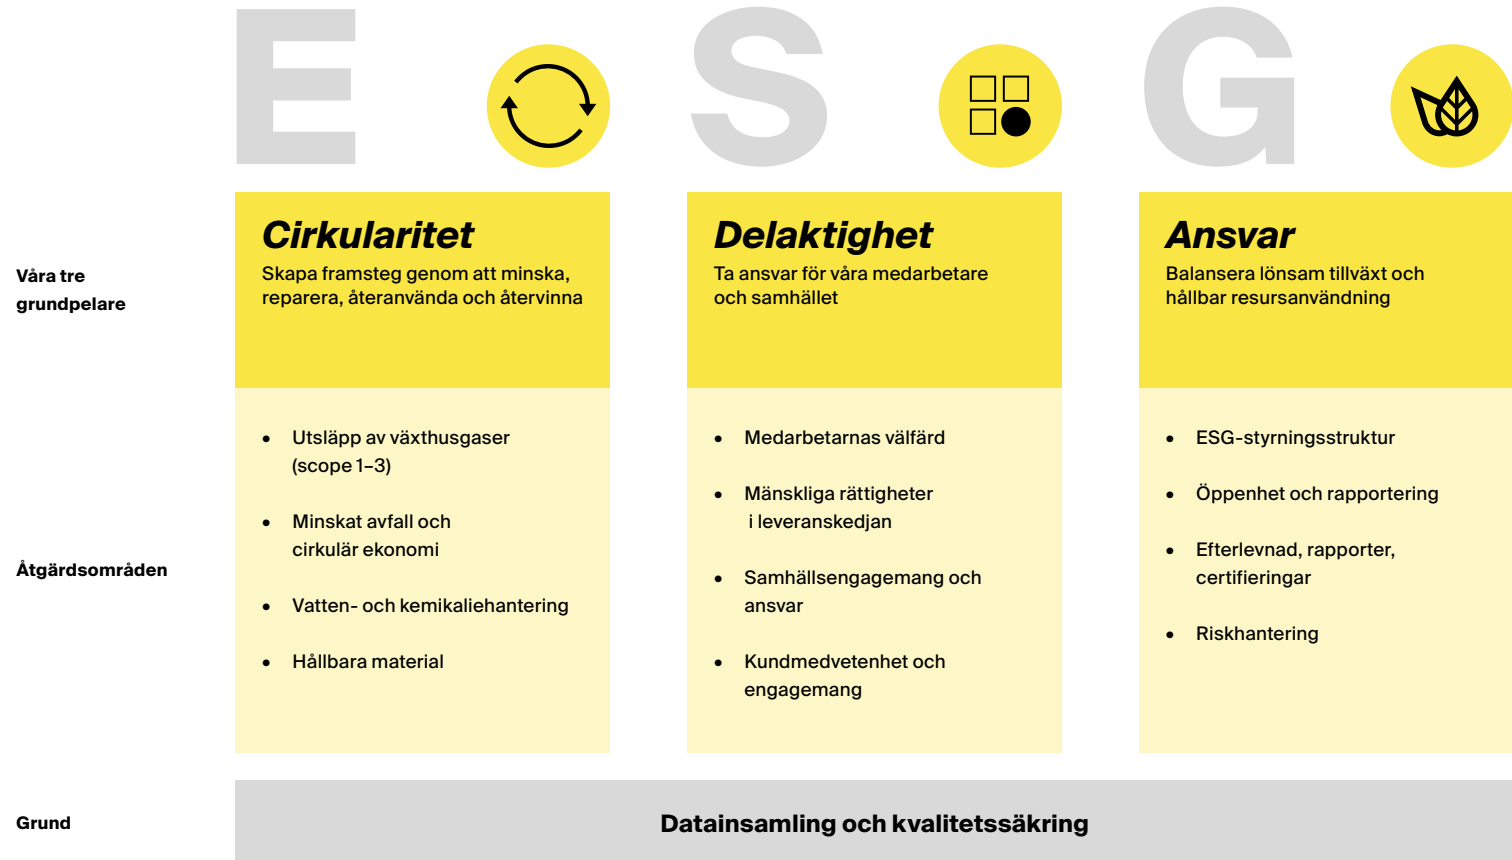 E
S
G
Våra tre
grundpelare
Cirkularitet
Skapa framsteg genom att minska,
reparera, återanvända och återvinna
Delaktighet
Ta ansvar för våra medarbetare
och samhället
Ansvar
Balansera lönsam tillväxt och
hållbar resursanvändning
Åtgärdsområden
• Utsläpp av växthusgaser
(scope 1–3)
• Minskat avfall och
cirkulär ekonomi
• Vatten- och kemikaliehantering
• Hållbara material
• Medarbetarnas välfärd
• Mänskliga rättigheter
i leveranskedjan
• Samhällsengagemang och
ansvar
• Kundmedvetenhet och
engagemang
• ESG-styrningsstruktur
• Öppenhet och rapportering
• Efterlevnad, rapporter,
certifieringar
• Riskhantering
Grund
Datainsamling och kvalitetssäkring